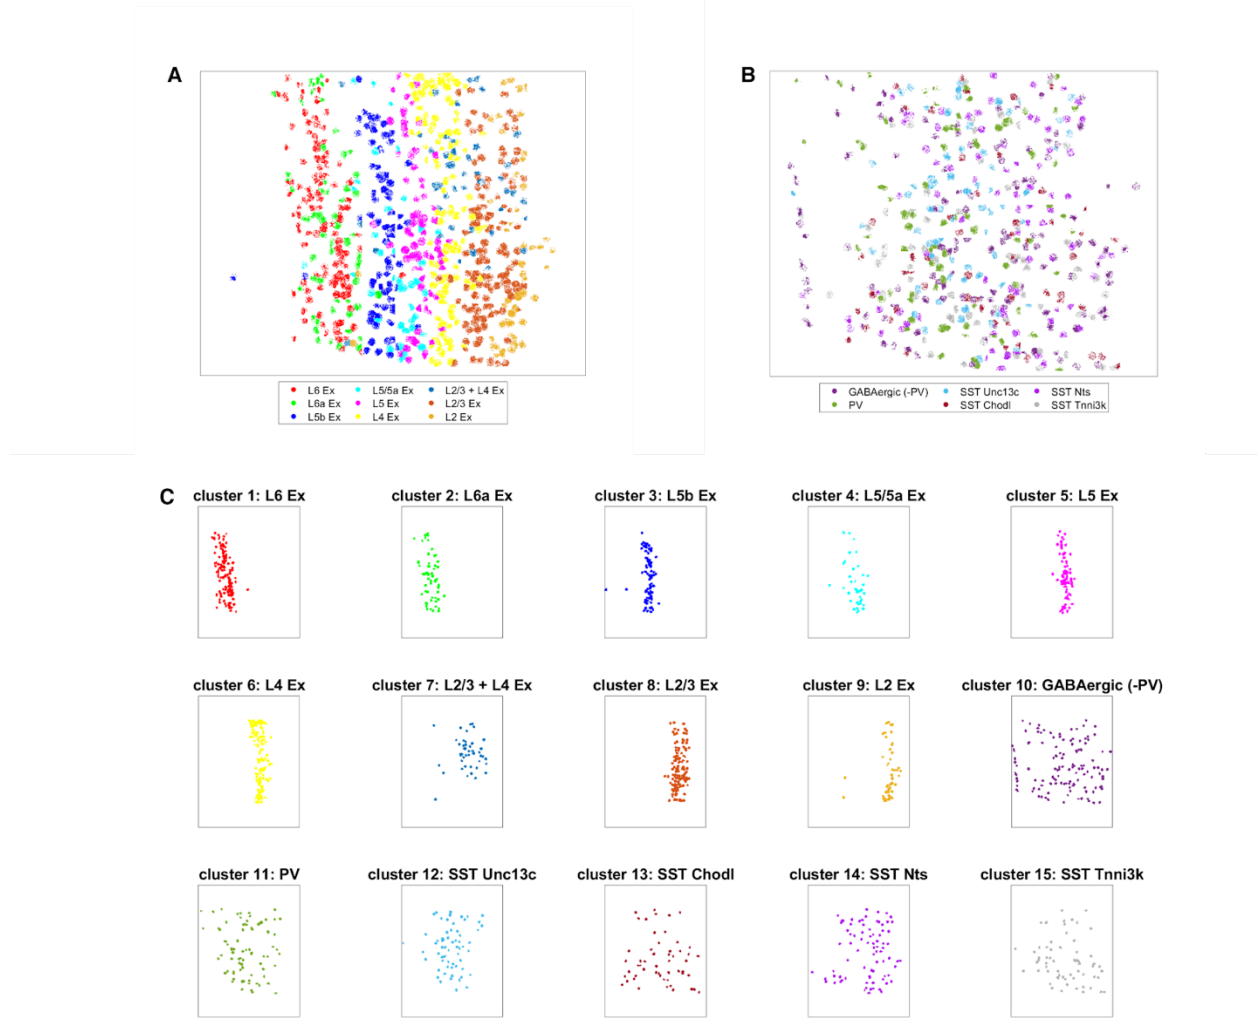 A
B
L6 Ex L5/5a Ex L2/3 + L4 Ex
L6a Ex L5 Ex L2/3 Ex
L5b Ex L4 Ex L2 Ex
GABAergic (-PV) SST Unc13c SST Nts
PV SST Chodl SST Tnni3k
C
cluster 1: L6 Ex cluster 2: L6a Ex cluster 3: L5b Ex cluster 4: L5/5a Ex cluster 5: L5 Ex
cluster 6: L4 Ex cluster 7: L2/3 + L4 Ex cluster 8: L2/3 Ex cluster 9: L2 Ex cluster 10: GABAergic (-PV)
cluster 11: PV cluster 12: SST Unc13c cluster 13: SST Chodl cluster 14: SST Nts cluster 15: SST Tnni3k